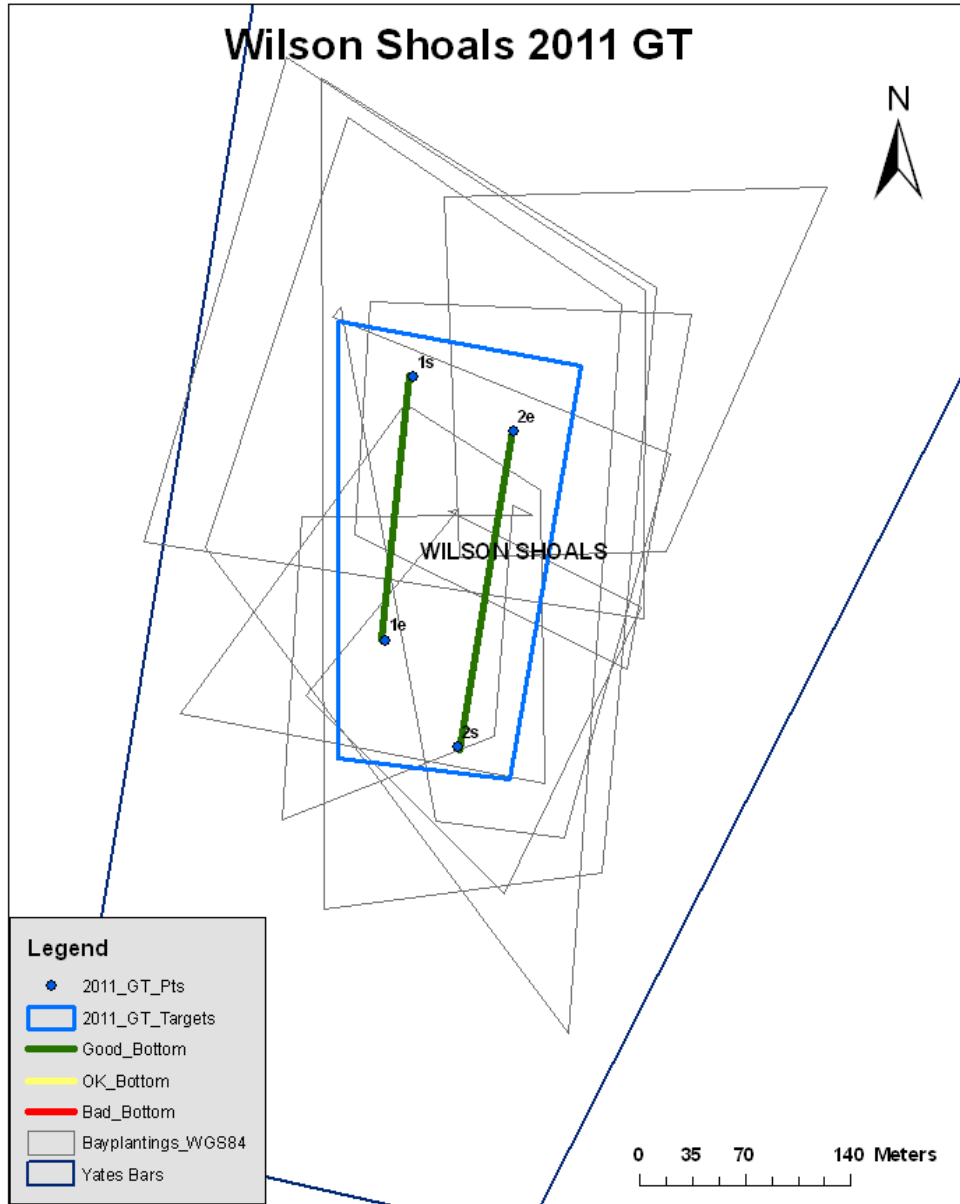 Wilson Shoals 2011 GT
N
1s
2e
WILSON SHOALS
1e
2s
Legend
2011_GT_Pts
2011_GT_Targets
Good_Bottom
OK_Bottom
Bad_Bottom
Bayplantings_WGS84
Yates Bars
0 35 70 140 Meters